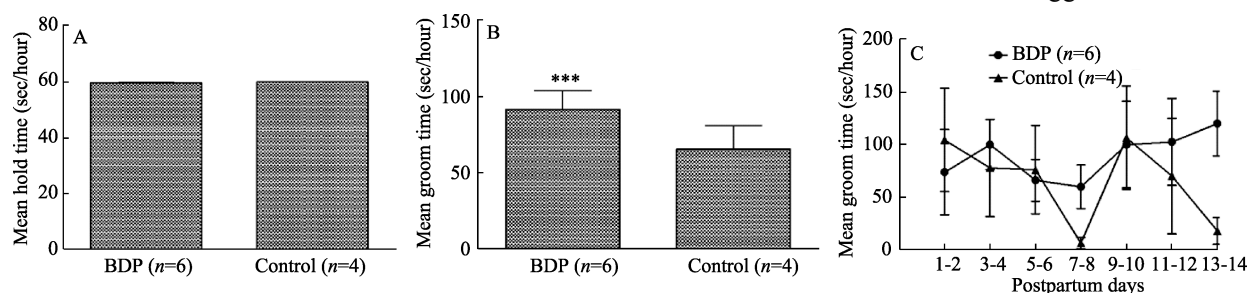 gg
A
Mean hold time (sec/hour)
80
60
40
20
0
BDP (n=6) Control (n=4)
B
Mean groom time (sec/hour)
150
100
50
0
***
BDP (n=6) Control (n=4)
C
Mean groom time (sec/hour)
200
150
100
50
0
BDP (n=6)
Control (n=4)
1-2 3-4 5-6 7-8 9-10 11-12 13-14
Postpartum days